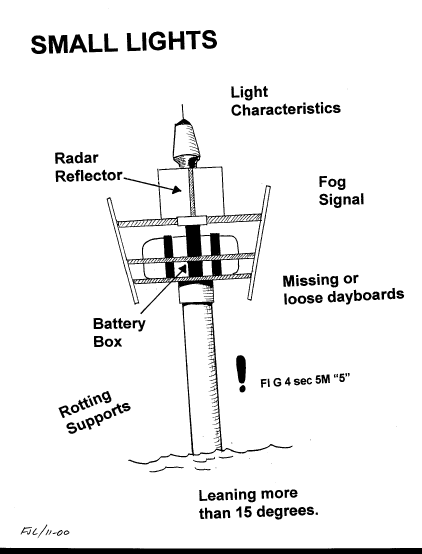 SMALL LIGHTS
Light
Characteristics
Radar
Reflector
Fog
Signal
Missing or
loose dayboards
Battery
Box
Fl G 4 sec 5M “5”
Rotting
Supports
Leaning more
than 15 degrees.
FJL/11-00